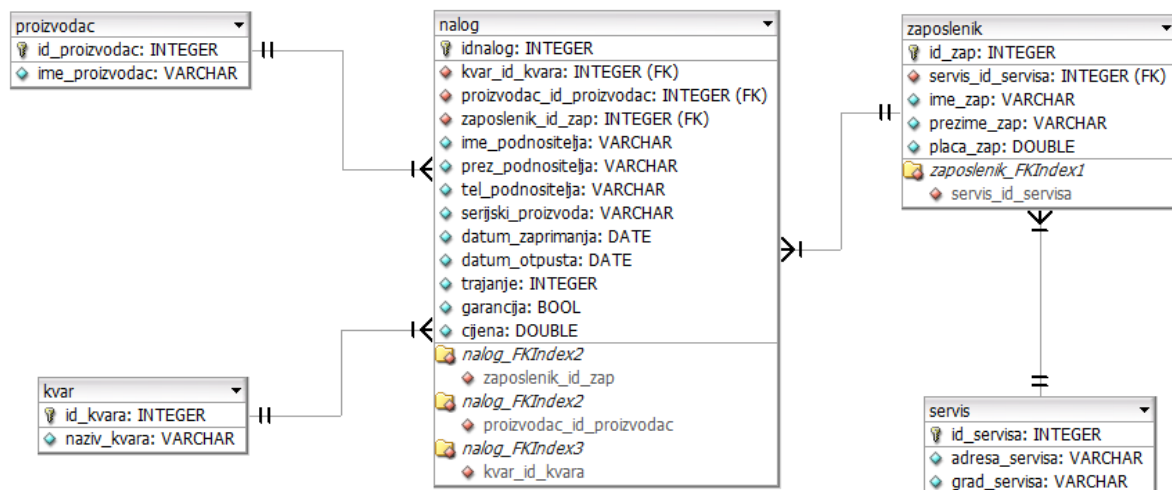 proizvodac
id_proizvodac: INTEGER
ime_proizvodac: VARCHAR
nalog
idnalog: INTEGER
kvar_id_kvara: INTEGER (FK)
proizvodac_id_proizvodac: INTEGER (FK)
zaposlenik_id_zap: INTEGER (FK)
ime_podnositelja: VARCHAR
prez_podnositelja: VARCHAR
tel_podnositelja: VARCHAR
serijski_proizvoda: VARCHAR
datum_zaprimanja: DATE
datum_otpusta: DATE
trajanje: INTEGER
garancija: BOOL
cijena: DOUBLE
nalog_FKIndex2
zaposlenik_id_zap
nalog_FKIndex2
proizvodac_id_proizvodac
nalog_FKIndex3
kvar_id_kvara
zaposlenik
id_zap: INTEGER
servis_id_servisa: INTEGER (FK)
ime_zap: VARCHAR
prezime_zap: VARCHAR
placa_zap: DOUBLE
zaposlenik_FKIndex1
servis_id_servisa
kvar
id_kvara: INTEGER
naziv_kvara: VARCHAR
servis
id_servisa: INTEGER
adresa_servisa: VARCHAR
grad_servisa: VARCHAR